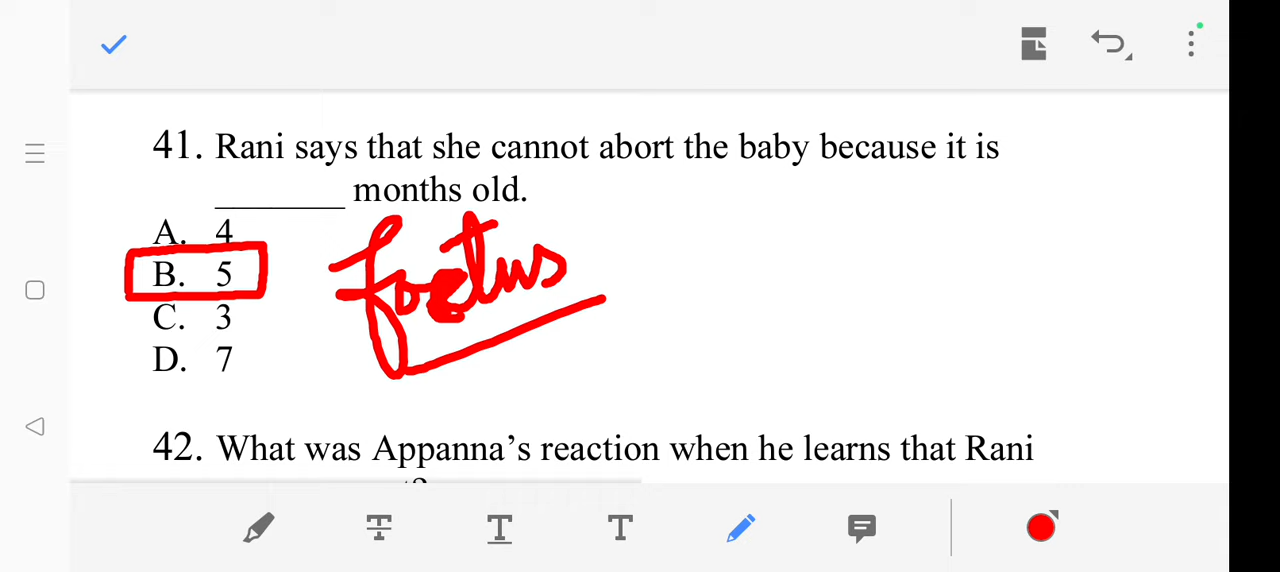 41. Rani says that she cannot abort the baby because it is
_______ months old.
A. 4
B. 5
foetus
C. 3
D. 7
42. What was Appanna’s reaction when he learns that Rani